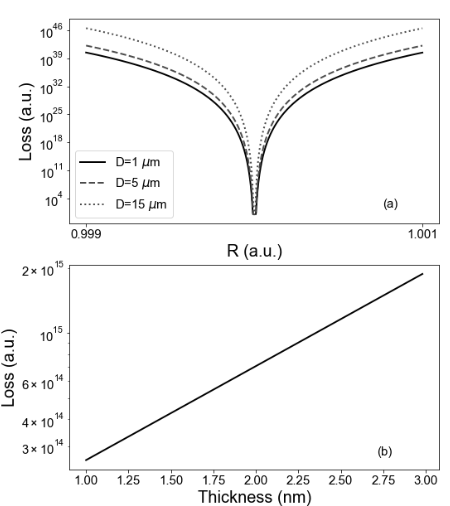 10^46
10^39
10^32
10^25
10^18
10^11
10^4
Loss (a.u.)
D=1 μm
D=5 μm
D=15 μm
(a)
0.999
1.001
R (a.u.)
2 × 10^15
10^15
6 × 10^14
4 × 10^14
3 × 10^14
Loss (a.u.)
(b)
1.00 1.25 1.50 1.75 2.00 2.25 2.50 2.75 3.00
Thickness (nm)